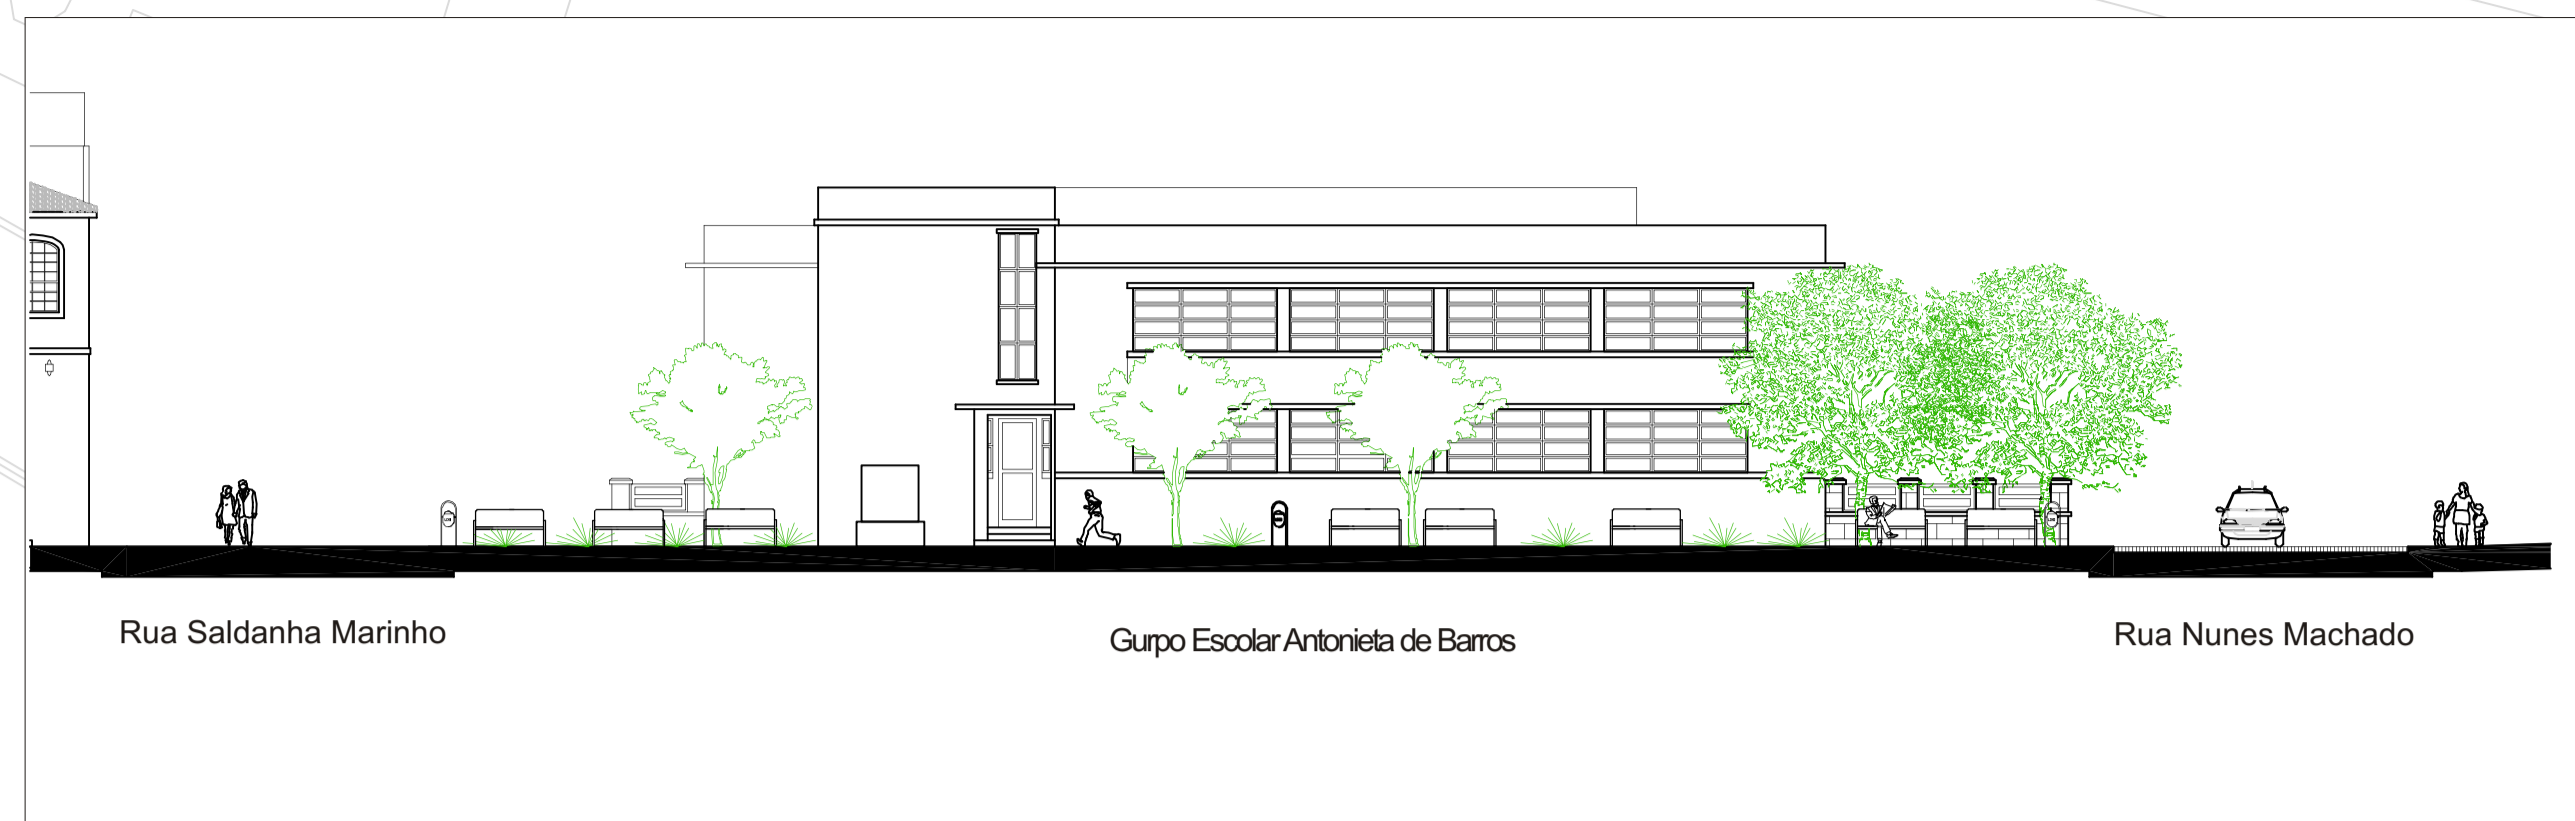 Rua Saldanha Marinho
Gurpo Escolar Antonieta de Barros
Rua Nunes Machado